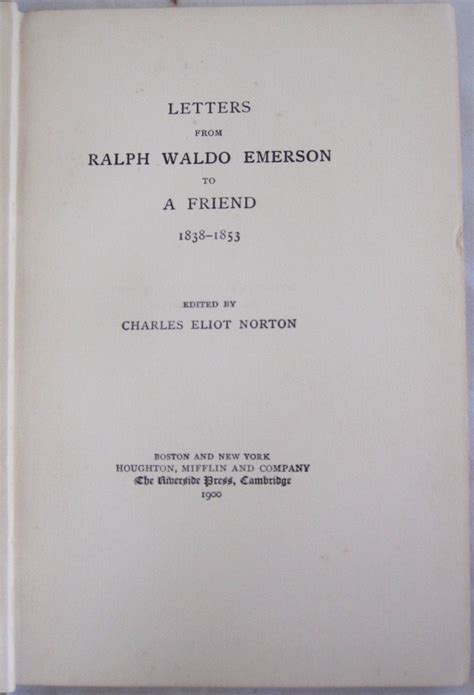 LETTERS
FROM
RALPH WALDO EMERSON
TO
A FRIEND
1838–1853
EDITED BY
CHARLES ELIOT NORTON
BOSTON AND NEW YORK
HOUGHTON, MIFFLIN AND COMPANY
The Riverside Press, Cambridge
1900